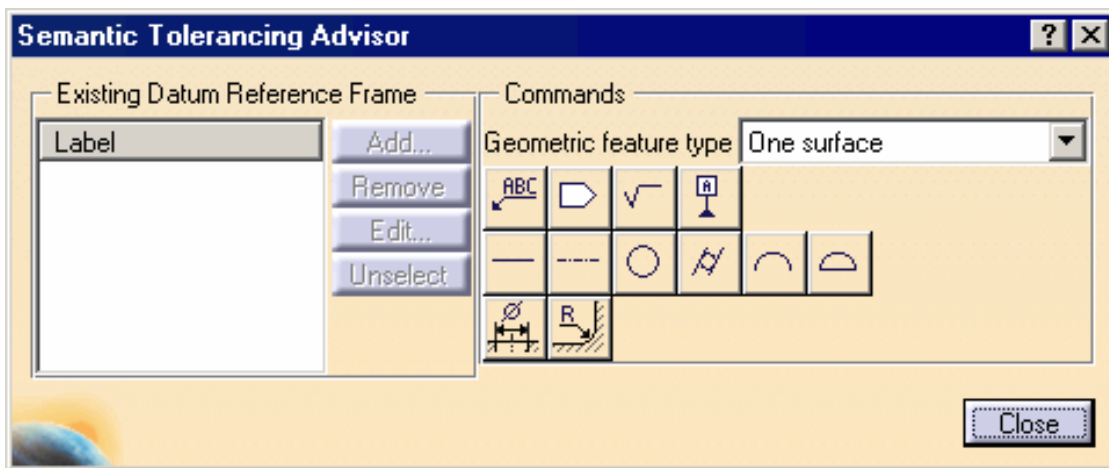 Semantic Tolerancing Advisor
? X
Existing Datum Reference Frame
Label
Add...
Remove
Edit...
Unselect
Commands
Geometric feature type One surface
ABC
A
Ø R
Close